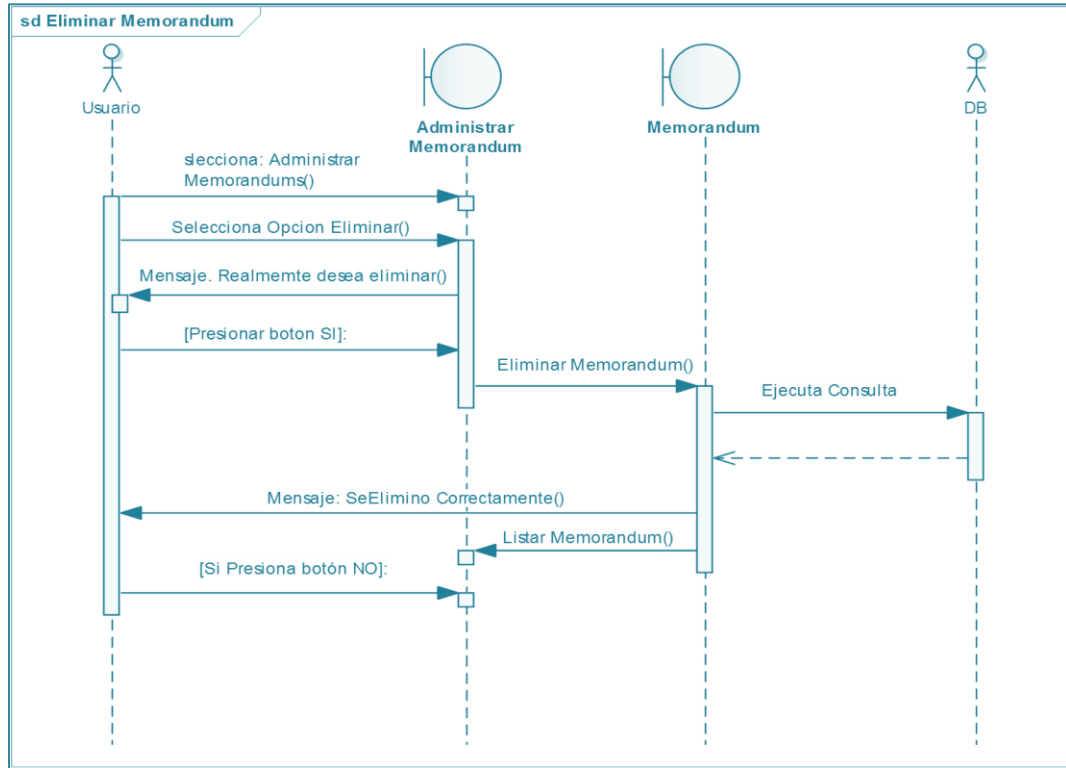 sd Eliminar Memorandum
Usuario
Administrar
Memorandum
Memorandum
DB
slecciona: Administrar
Memorandums()
Selecciona Opcion Eliminar()
Mensaje. Realmemte desea eliminar()
[Presionar boton SI]:
Eliminar Memorandum()
Ejecuta Consulta
Mensaje: SeElimino Correctamente()
Listar Memorandum()
[Si Presiona botón NO]: